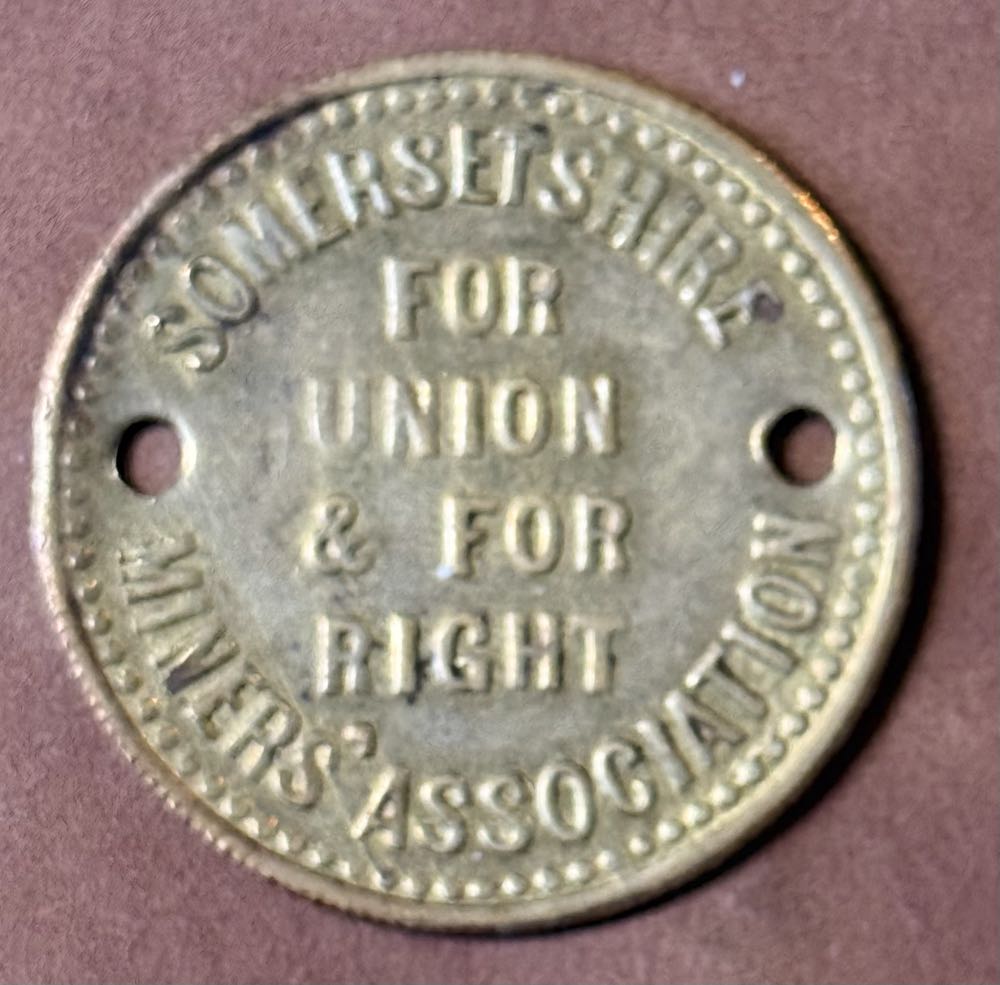 SOMERSETSHIRE
FOR
UNION
& FOR
RIGHT
MINERS' ASSOCIATION